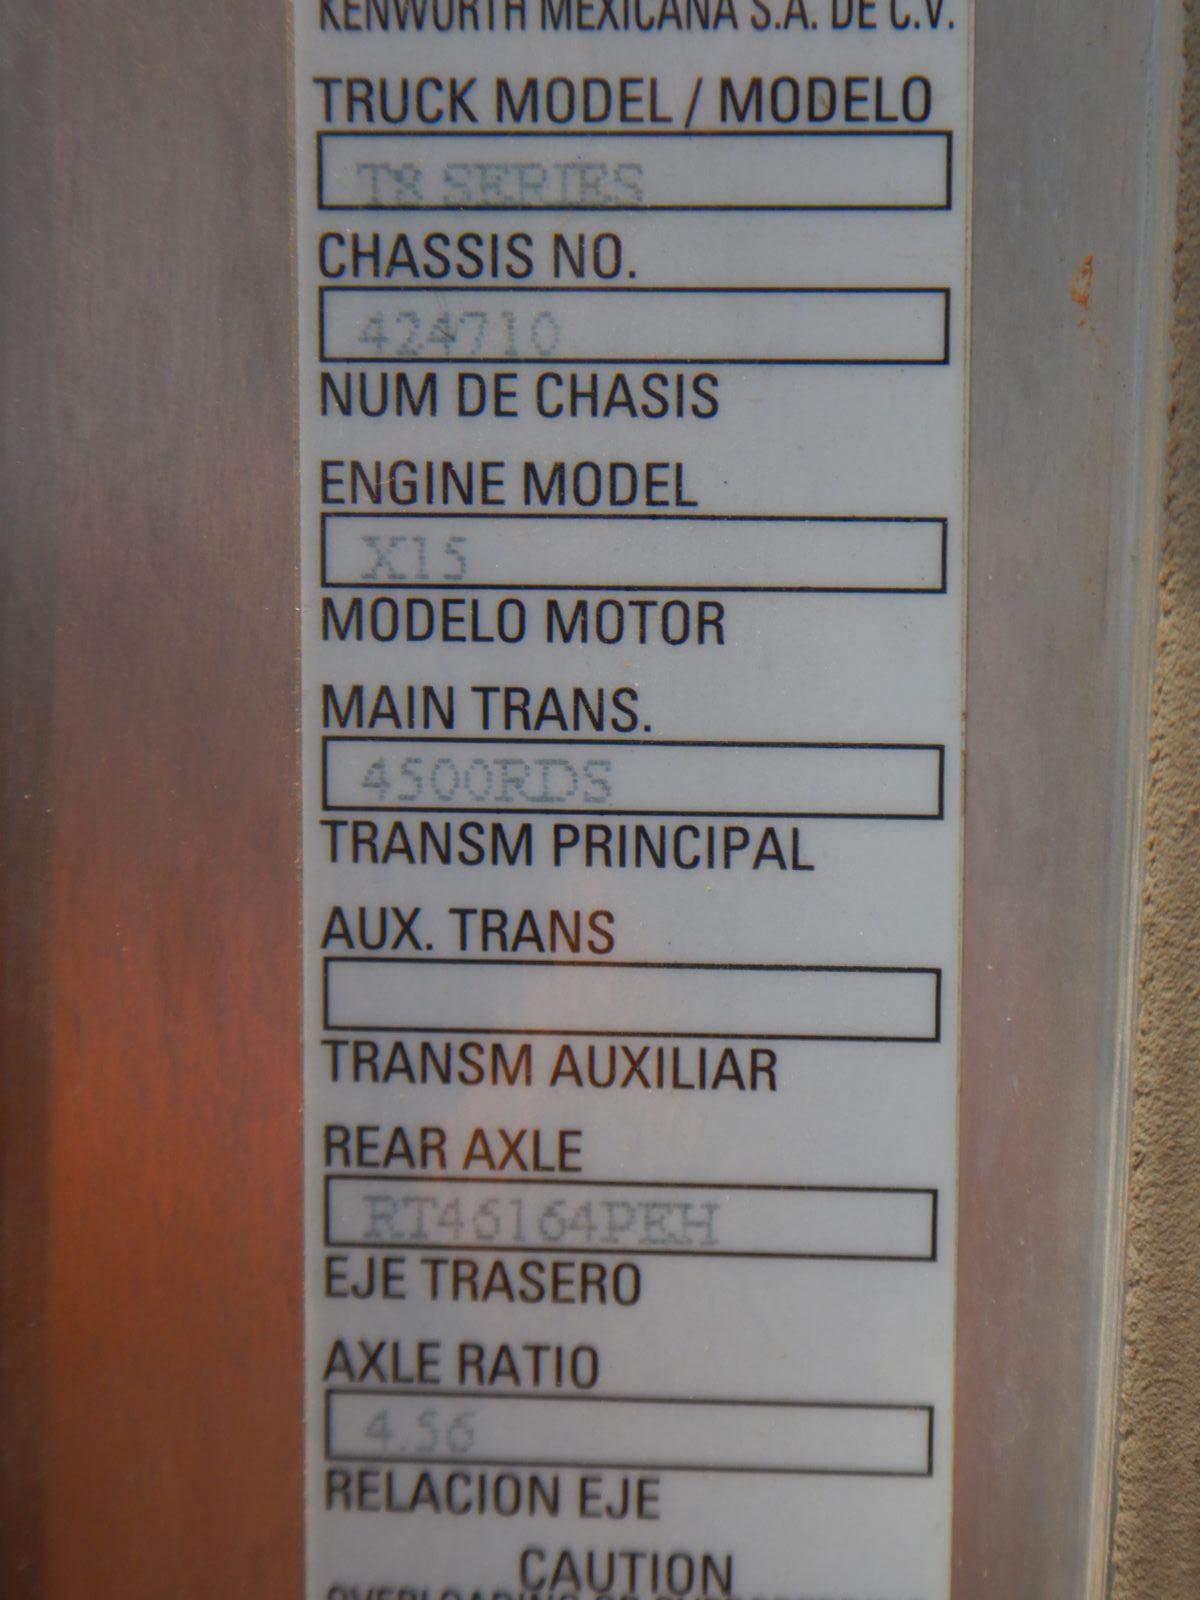 KENWORTH MEXICANA S.A. DE C.V.
TRUCK MODEL / MODELO
T8 SERIES
CHASSIS NO.
424710
NUM DE CHASIS
ENGINE MODEL
X15
MODELO MOTOR
MAIN TRANS.
4500RDS
TRANSM PRINCIPAL
AUX. TRANS
TRANSM AUXILIAR
REAR AXLE
RT46164PEH
EJE TRASERO
AXLE RATIO
4.56
RELACION EJE
CAUTION
OVERLOADING OR